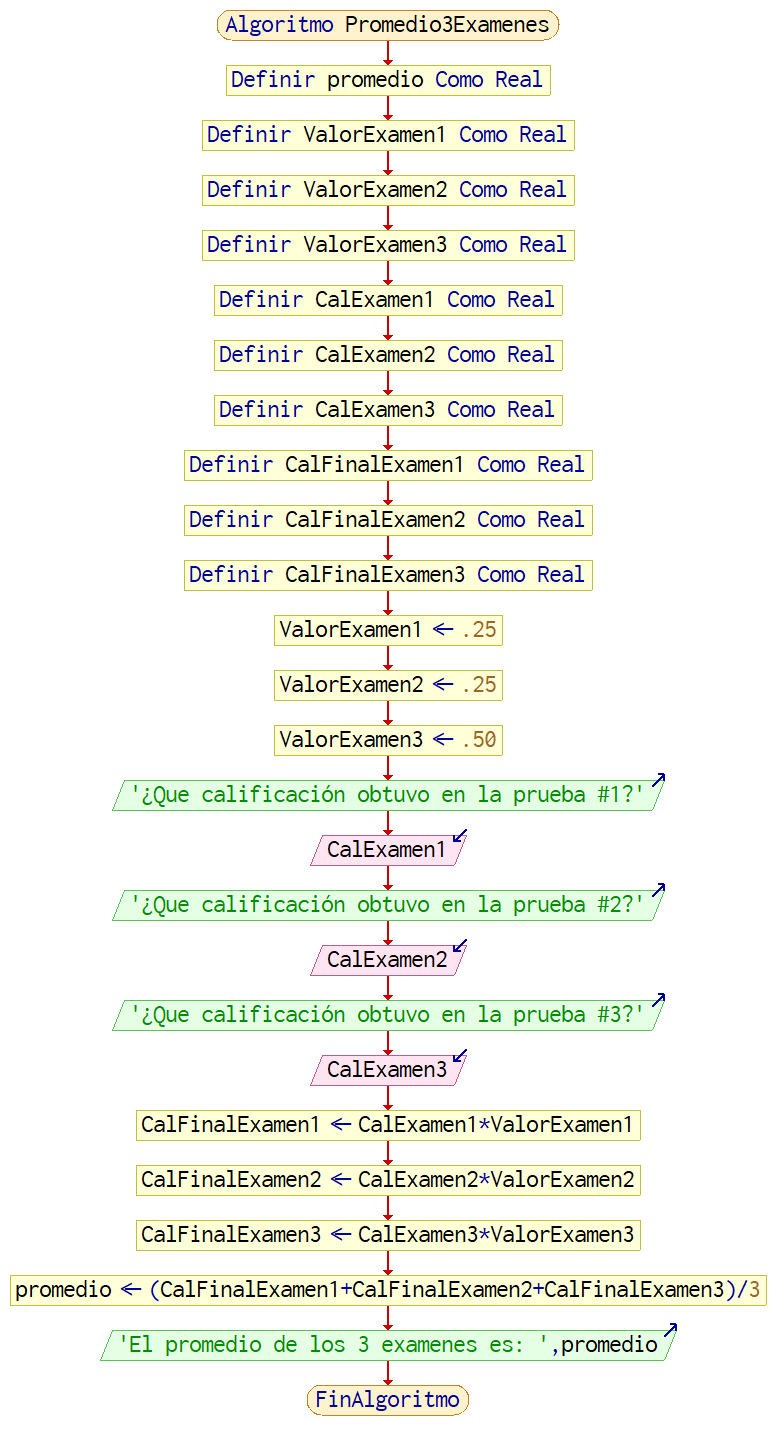 Algoritmo Promedio3Examenes
Definir promedio Como Real
Definir ValorExamen1 Como Real
Definir ValorExamen2 Como Real
Definir ValorExamen3 Como Real
Definir CalExamen1 Como Real
Definir CalExamen2 Como Real
Definir CalExamen3 Como Real
Definir CalFinalExamen1 Como Real
Definir CalFinalExamen2 Como Real
Definir CalFinalExamen3 Como Real
ValorExamen1 ← .25
ValorExamen2 ← .25
ValorExamen3 ← .50
'¿Que calificación obtuvo en la prueba #1?'
CalExamen1
'¿Que calificación obtuvo en la prueba #2?'
CalExamen2
'¿Que calificación obtuvo en la prueba #3?'
CalExamen3
CalFinalExamen1 ← CalExamen1*ValorExamen1
CalFinalExamen2 ← CalExamen2*ValorExamen2
CalFinalExamen3 ← CalExamen3*ValorExamen3
promedio ← (CalFinalExamen1+CalFinalExamen2+CalFinalExamen3)/3
'El promedio de los 3 examenes es: ',promedio
FinAlgoritmo